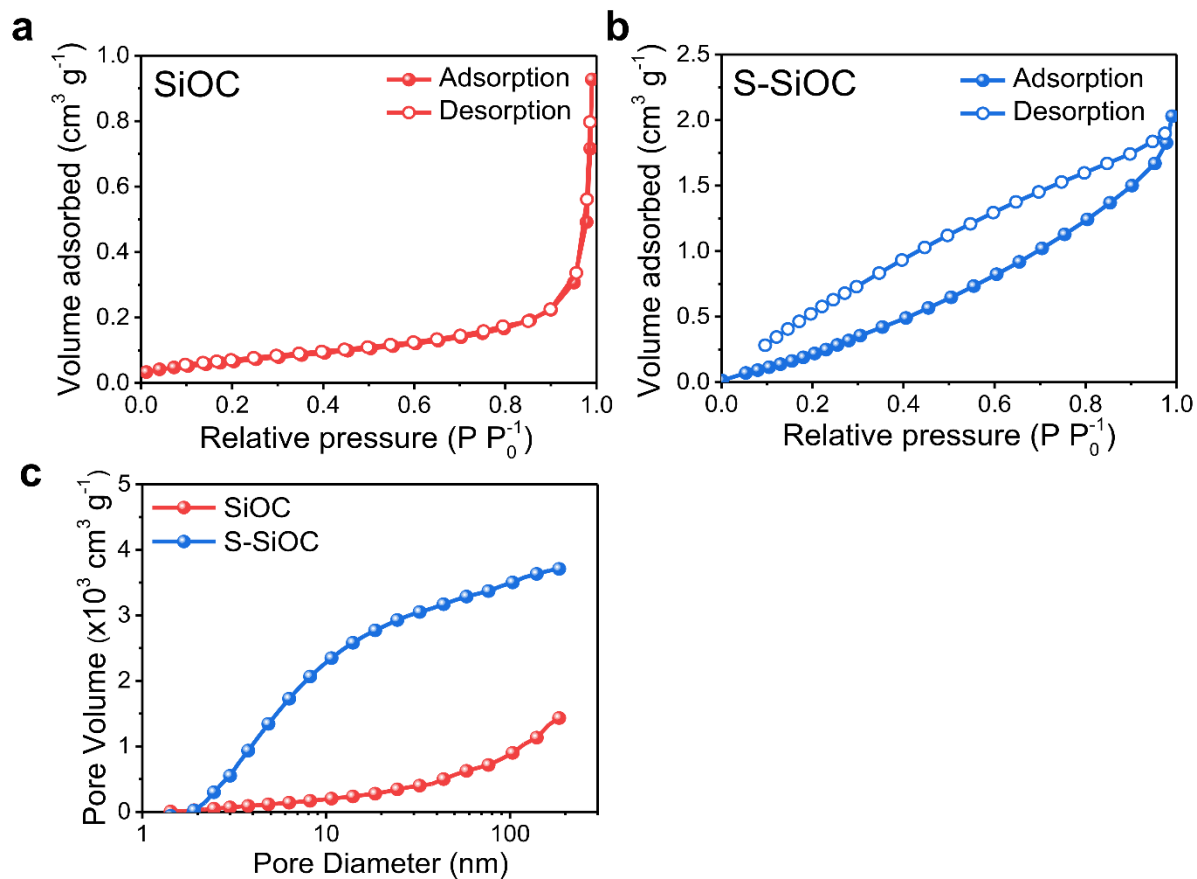 a
SiOC
Adsorption
Desorption
Volume adsorbed (cm³ g⁻¹)
1.0
0.8
0.6
0.4
0.2
0.0
0.0 0.2 0.4 0.6 0.8 1.0
Relative pressure (P P₀⁻¹)
b
S-SiOC
Adsorption
Desorption
Volume adsorbed (cm³ g⁻¹)
2.5
2.0
1.5
1.0
0.5
0.0
0.0 0.2 0.4 0.6 0.8 1.0
Relative pressure (P P₀⁻¹)
c
SiOC
S-SiOC
Pore Volume (x10³ cm³ g⁻¹)
5
4
3
2
1
0
1 10 100
Pore Diameter (nm)